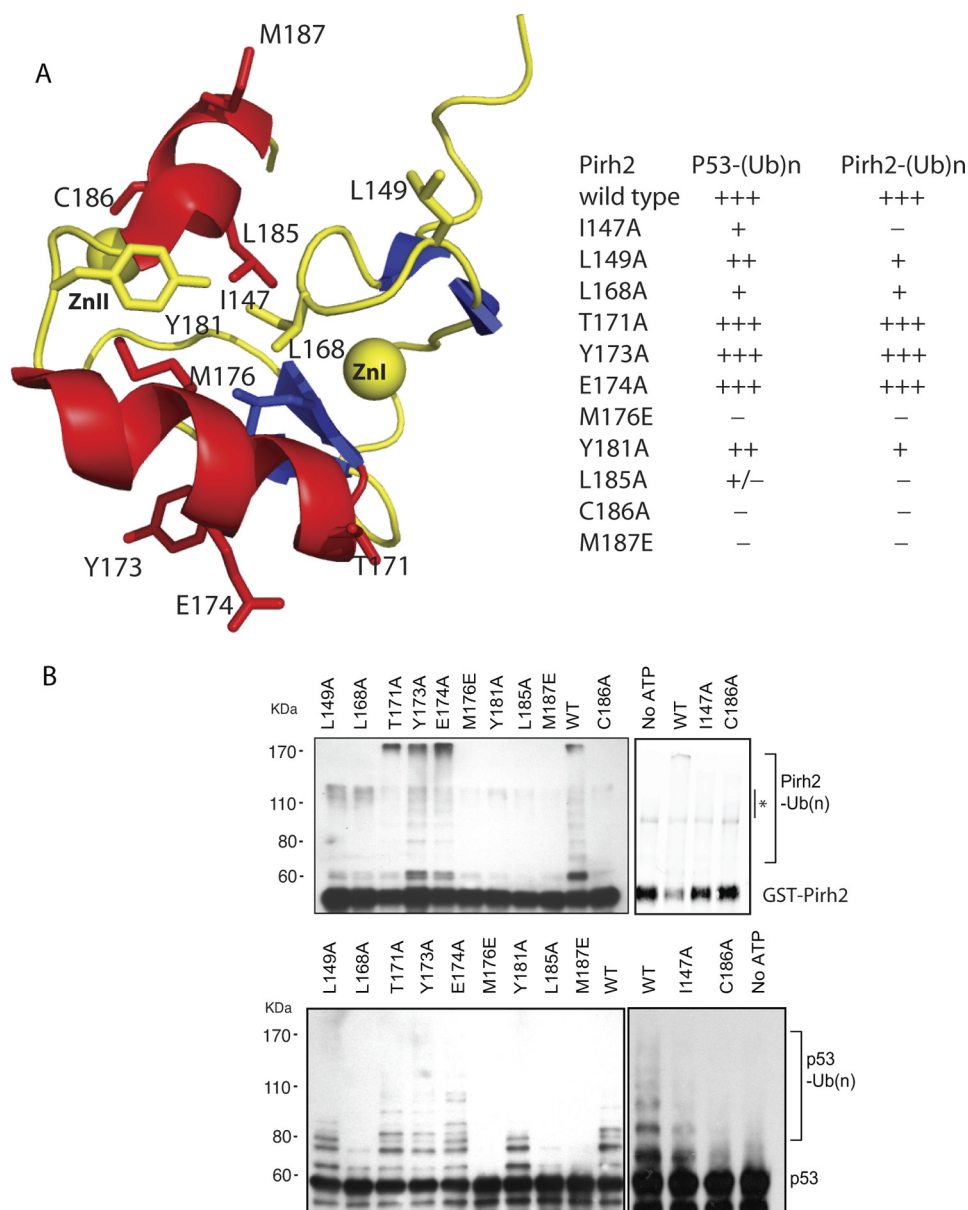 A
M187
C186
L149
L185
ZnII
I147
Y181
L168
ZnI
M176
Y173
T171
E174
Pirh2 P53-(Ub)n Pirh2-(Ub)n
wild type +++ +++
I147A + –
L149A ++ +
L168A + +
T171A +++ +++
Y173A +++ +++
E174A +++ +++
M176E – –
Y181A ++ +
L185A +/– –
C186A – –
M187E – –
B
KDa
L149A L168A T171A Y173A E174A M176E Y181A L185A M187E WT C186A
No ATP WT I147A C186A
170-
110-
80-
60-
Pirh2
-Ub(n)
*
GST-Pirh2
KDa
L149A L168A T171A Y173A E174A M176E Y181A L185A M187E WT
WT I147A C186A No ATP
170-
110-
80-
60-
p53
-Ub(n)
p53